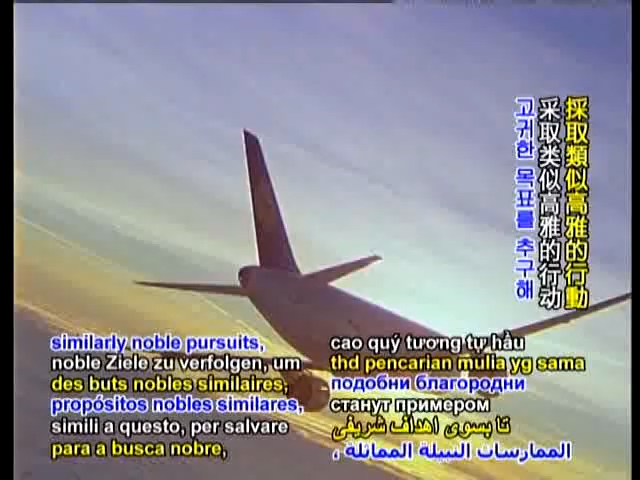 採取類似高雅的行動
采取类似高雅的行动
고귀한 목표를 추구해
similarly noble pursuits,
noble Ziele zu verfolgen, um
des buts nobles similaires,
propósitos nobles similares,
simili a questo, per salvare
para a busca nobre,
cao quý tương tự hầu
thd pencarian mulia yg sama
подобни благородни
станут примером
تا بسوی اهداف شریفی
الممارسات النبيلة المماثلة ،